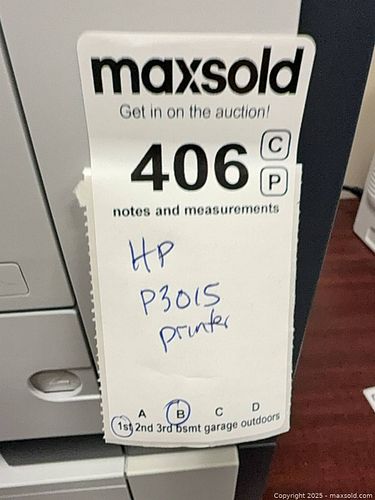 maxsold
Get in on the auction!
406 C
P
notes and measurements
HP
P3015
printer
A B C D
1st 2nd 3rd bsmt garage outdoors
Copyright 2025 - maxsold.com